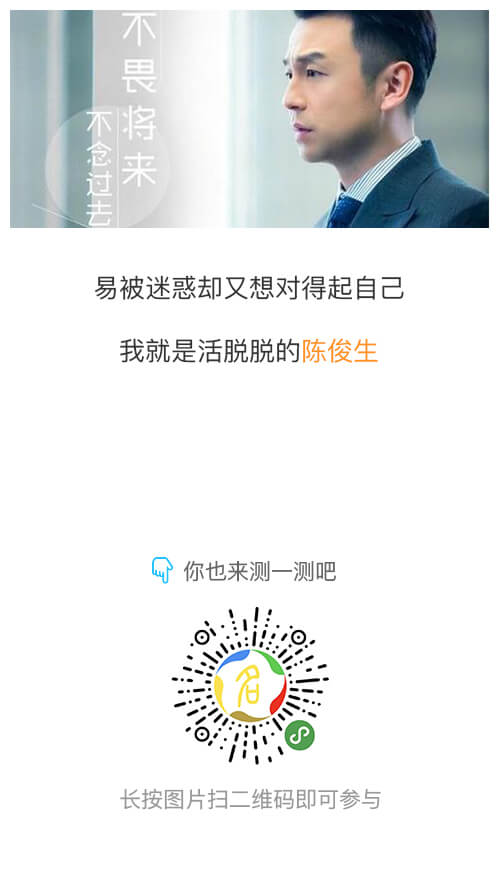 不畏将来
不念过去
易被迷惑却又想对得起自己
我就是活脱脱的陈俊生
你也来测一测吧
名
长按图片扫二维码即可参与